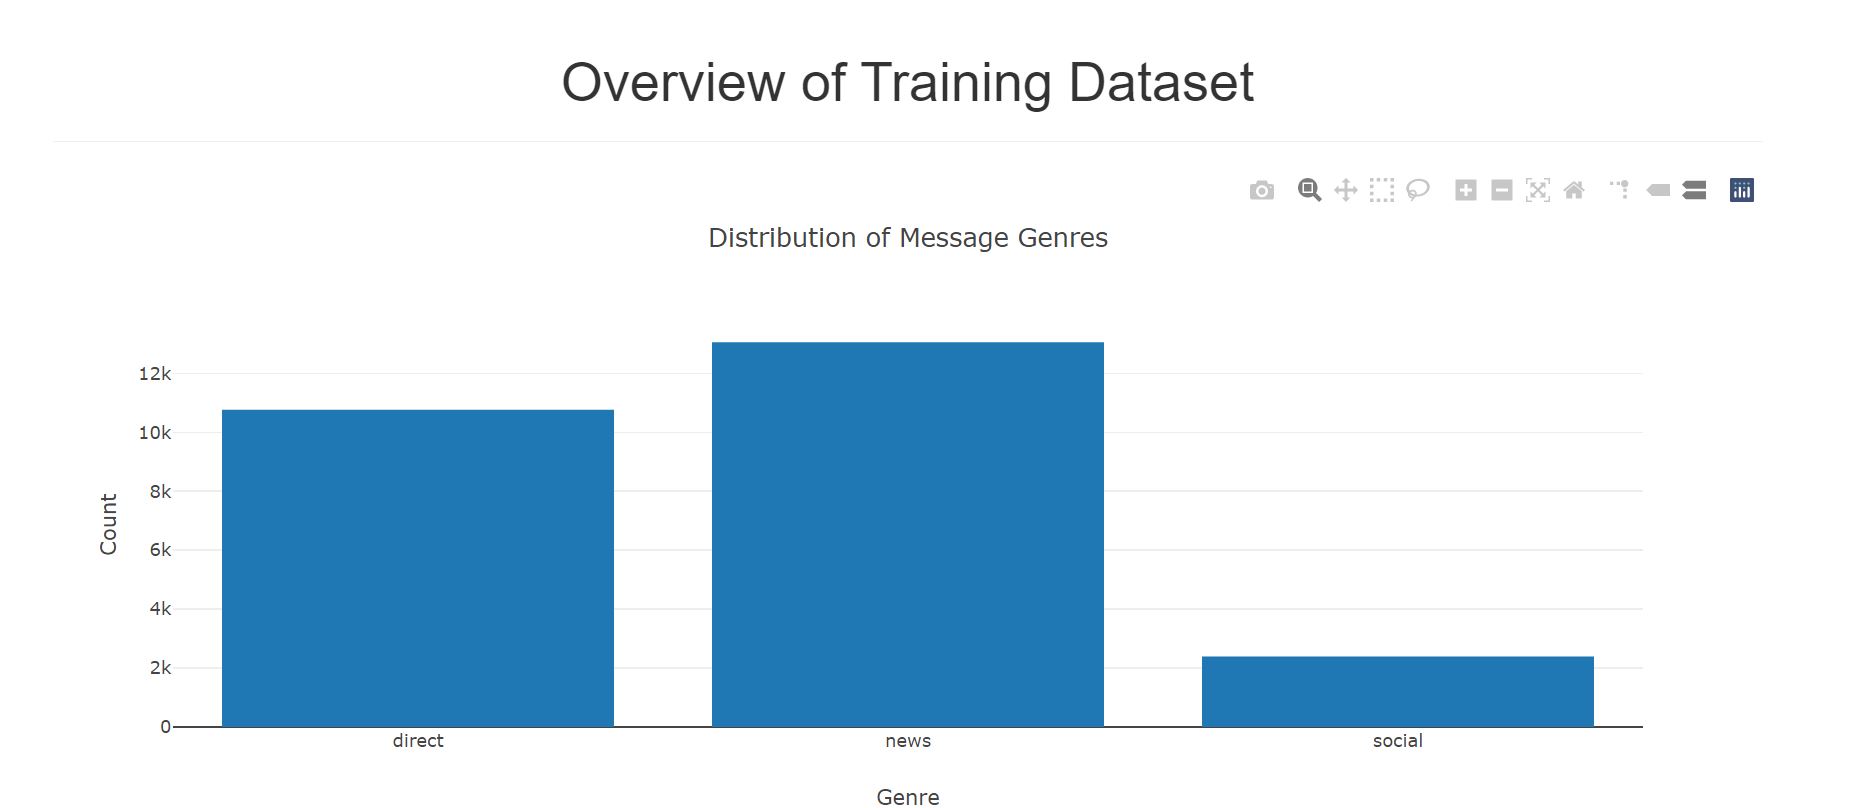 Overview of Training Dataset
Distribution of Message Genres
12k
10k
8k
6k
4k
2k
0
Count
direct news social
Genre